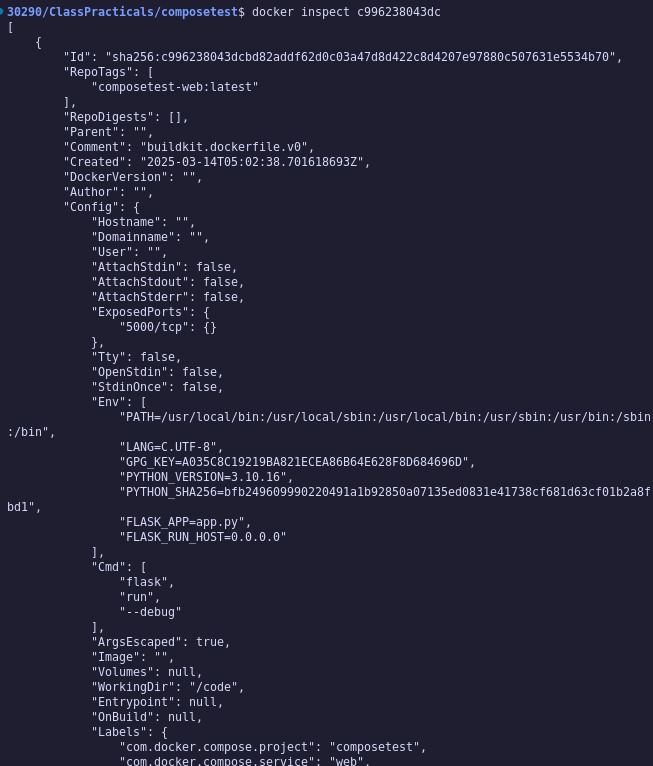 30290/ClassPracticals/composetest$ docker inspect c996238043dc
[
    {
        "Id": "sha256:c996238043dcbd82addf62d0c03a47d8d422c8d4207e97880c507631e5534b70",
        "RepoTags": [
            "composetest-web:latest"
        ],
        "RepoDigests": [],
        "Parent": "",
        "Comment": "buildkit.dockerfile.v0",
        "Created": "2025-03-14T05:02:38.701618693Z",
        "DockerVersion": "",
        "Author": "",
        "Config": {
            "Hostname": "",
            "Domainname": "",
            "User": "",
            "AttachStdin": false,
            "AttachStdout": false,
            "AttachStderr": false,
            "ExposedPorts": {
                "5000/tcp": {}
            },
            "Tty": false,
            "OpenStdin": false,
            "StdinOnce": false,
            "Env": [
                "PATH=/usr/local/bin:/usr/local/sbin:/usr/local/bin:/usr/sbin:/usr/bin:/sbin
:/bin",
                "LANG=C.UTF-8",
                "GPG_KEY=A035C8C19219BA821ECEA86B64E628F8D684696D",
                "PYTHON_VERSION=3.10.16",
                "PYTHON_SHA256=bfb249609990220491a1b92850a07135ed0831e41738cf681d63cf01b2a8f
bd1",
                "FLASK_APP=app.py",
                "FLASK_RUN_HOST=0.0.0.0"
            ],
            "Cmd": [
                "flask",
                "run",
                "--debug"
            ],
            "ArgsEscaped": true,
            "Image": "",
            "Volumes": null,
            "WorkingDir": "/code",
            "Entrypoint": null,
            "OnBuild": null,
            "Labels": {
                "com.docker.compose.project": "composetest",
                "com.docker.compose.service": "web",